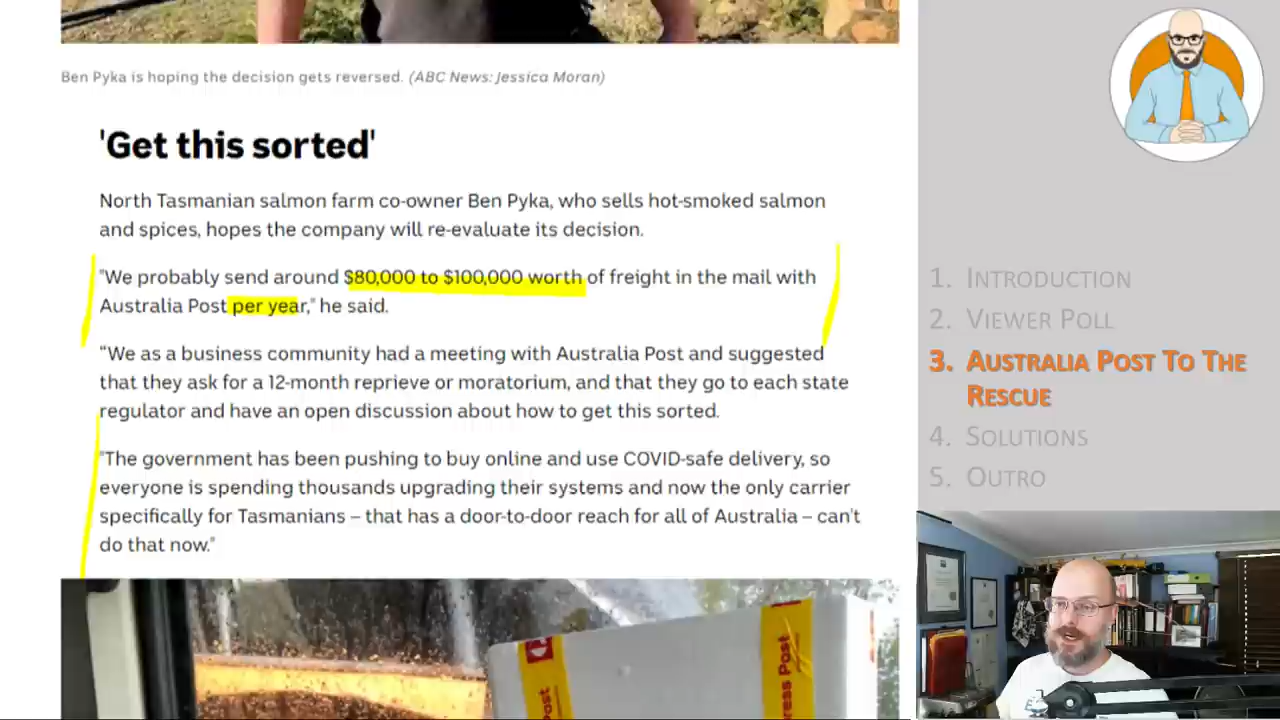 Ben Pyka is hoping the decision gets reversed. (ABC News: Jessica Moran)
'Get this sorted'
North Tasmanian salmon farm co-owner Ben Pyka, who sells hot-smoked salmon
and spices, hopes the company will re-evaluate its decision.
"We probably send around $80,000 to $100,000 worth of freight in the mail with
Australia Post per year," he said.
"We as a business community had a meeting with Australia Post and suggested
that they ask for a 12-month reprieve or moratorium, and that they go to each state
regulator and have an open discussion about how to get this sorted.
"The government has been pushing to buy online and use COVID-safe delivery, so
everyone is spending thousands upgrading their systems and now the only carrier
specifically for Tasmanians – that has a door-to-door reach for all of Australia – can't
do that now."
Post
ress Post
1. Introduction
2. Viewer Poll
3. Australia Post To The
Rescue
4. Solutions
5. Outro